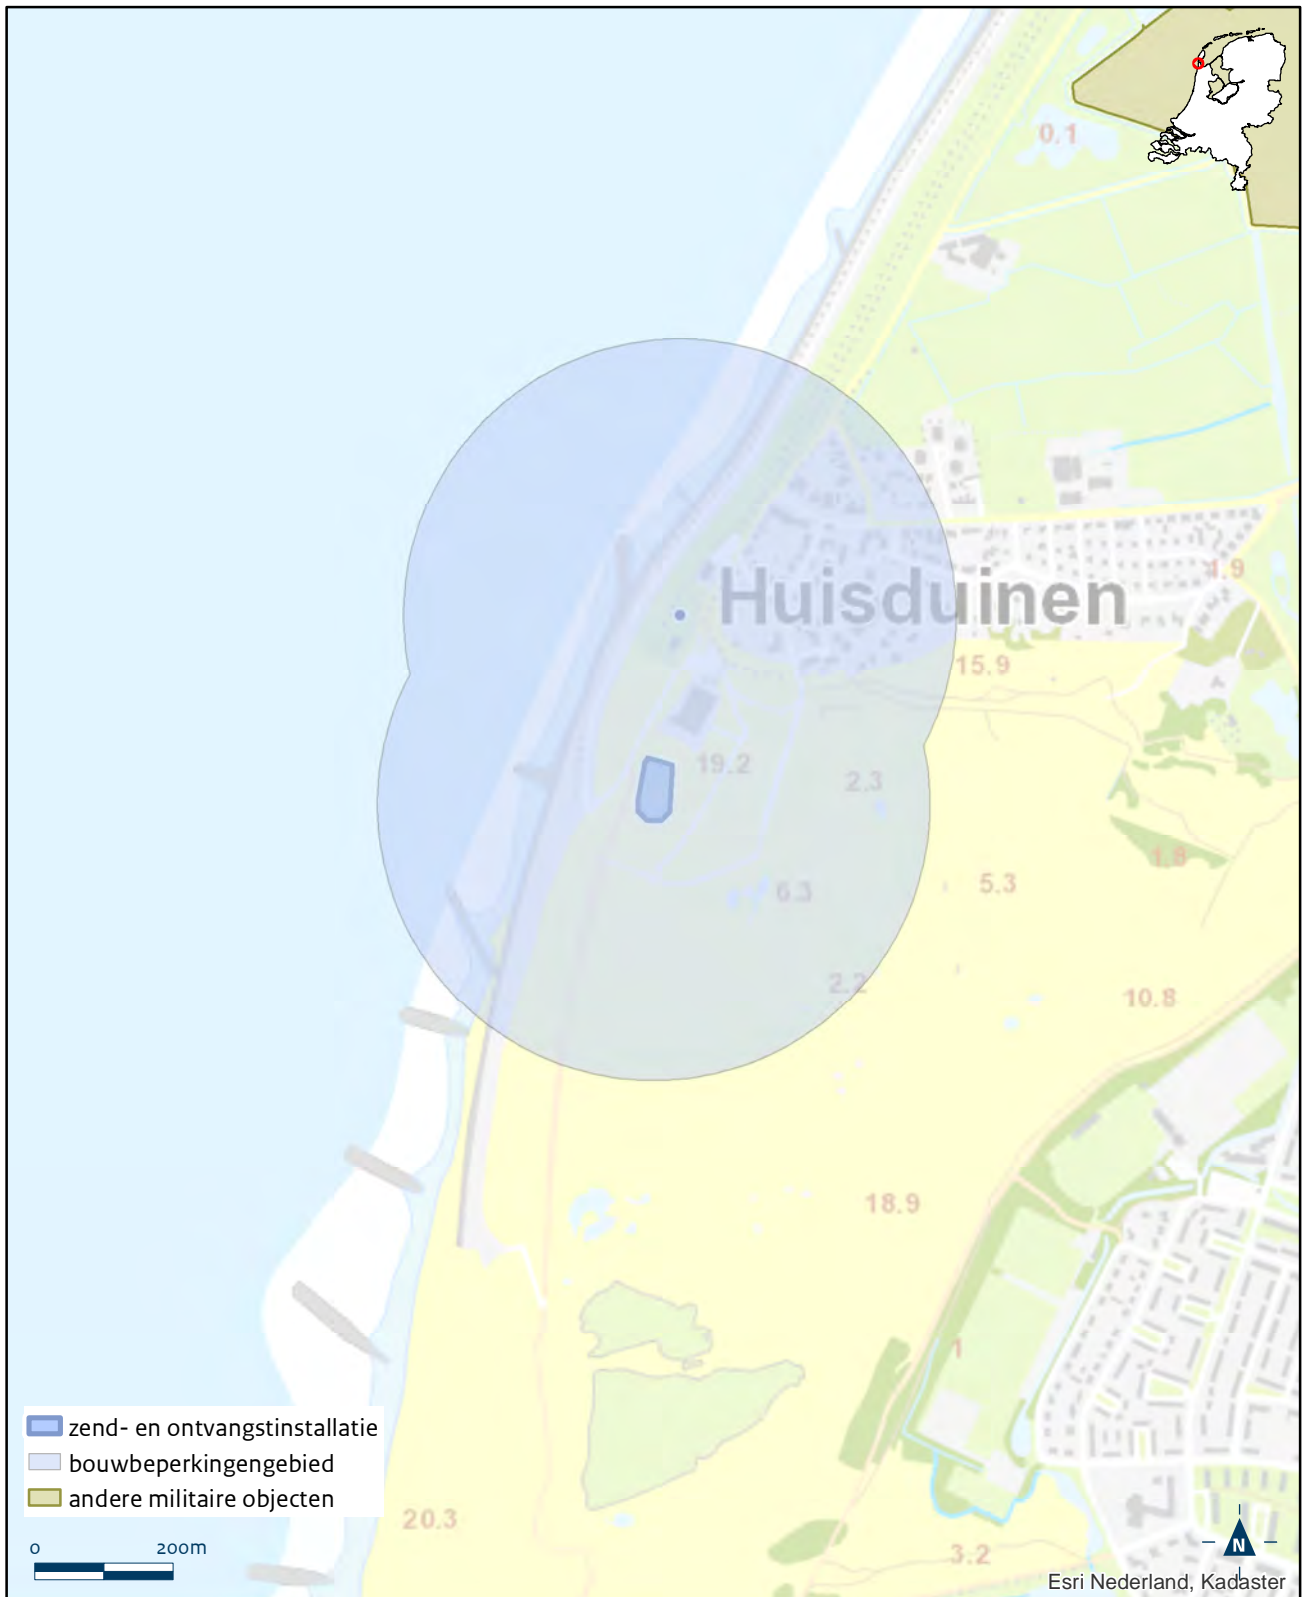 0.1
1.9
Huisduinen
15.9
19.2
2.3
1.8
5.3
6.3
2.2
10.8
18.9
1
zend- en ontvangstinstallatie
bouwbeperkingengebied
andere militaire objecten
20.3
0
200m
3.2
N
Esri Nederland, Kadaster